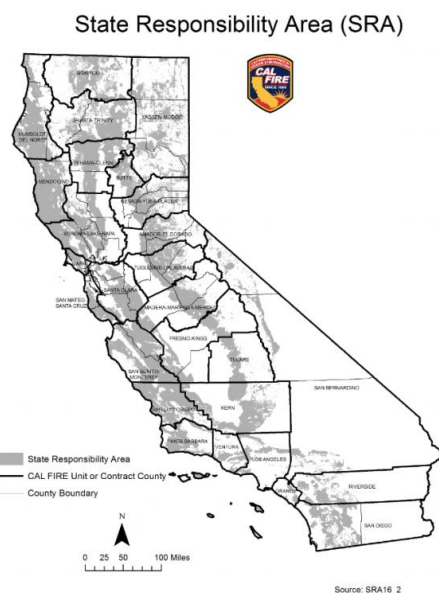 State Responsibility Area (SRA)
CAL
FIRE
SINCE 1885
SISKIYOU
SHASTA-TRINITY
LASSEN-MODOC
HUMBOLDT
DEL NORTE
TEHAMA-GLENN
BUTTE
MENDOCINO
NEVADA-YUBA-PLACER
SONOMA-LAKE-NAPA
AMADOR-EL DORADO
TUOLUMNE-CALAVERAS
SANTA CLARA
SAN MATEO
SANTA CRUZ
MADERA-MARIPOSA-MERCED
FRESNO-KINGS
TULARE
SAN BENITO
MONTEREY
SAN BERNARDINO
SAN LUIS OBISPO
KERN
SANTA BARBARA
VENTURA
LOS ANGELES
ORANGE
RIVERSIDE
SAN DIEGO
State Responsibility Area
CAL FIRE Unit or Contract County
County Boundary
N
0 25 50 100 Miles
Source: SRA16_2